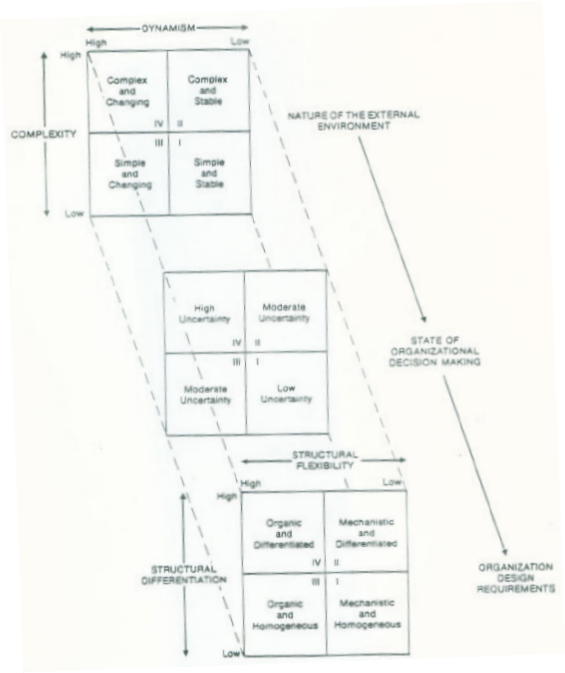 DYNAMISM
High
Low
High
Complex
and
Changing
Complex
and
Stable
IV
II
COMPLEXITY
III
I
Simple
and
Changing
Simple
and
Stable
Low
NATURE OF THE EXTERNAL
ENVIRONMENT
High
Uncertainty
Moderate
Uncertainty
IV
II
III
I
Moderate
Uncertainty
Low
Uncertainty
STATE OF
ORGANIZATIONAL
DECISION MAKING
STRUCTURAL
FLEXIBILITY
High
Low
High
Organic
and
Differentiated
Mechanistic
and
Differentiated
IV
II
STRUCTURAL
DIFFERENTIATION
III
I
Organic
and
Homogeneous
Mechanistic
and
Homogeneous
Low
ORGANIZATION
DESIGN
REQUIREMENTS